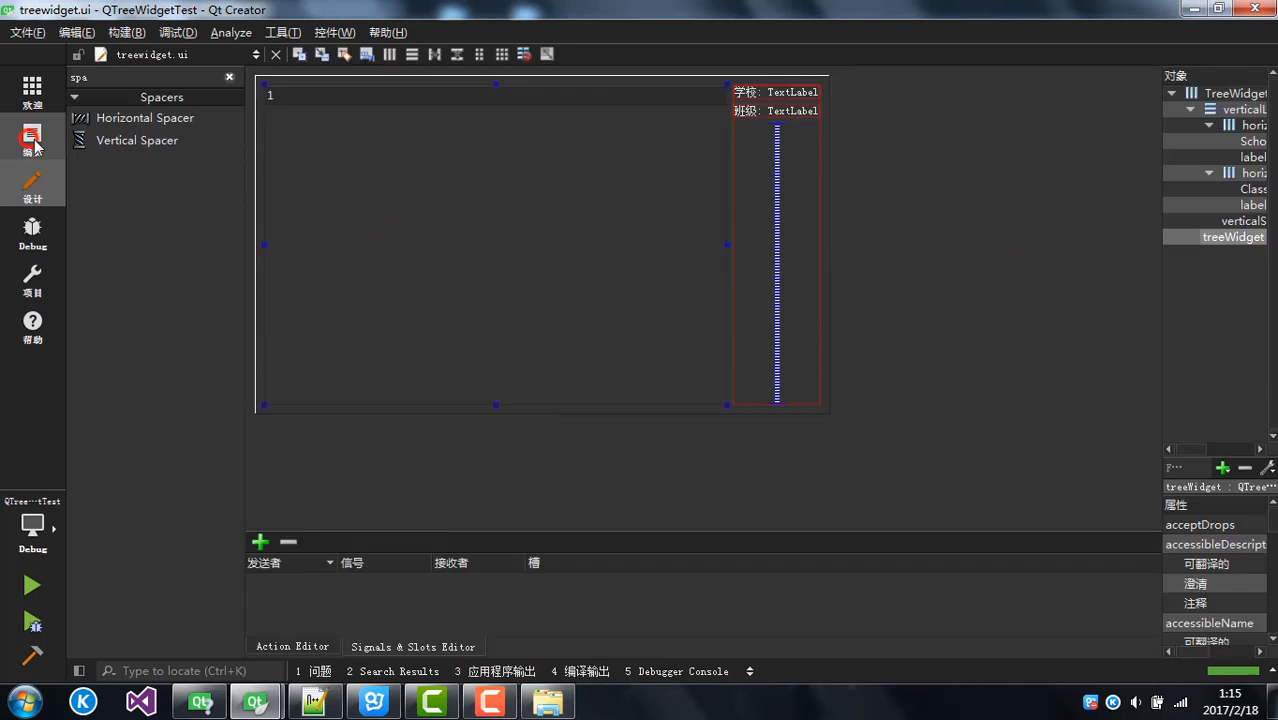 treewidget.ui - QTreeWidgetTest - Qt Creator
文件(F) 编辑(E) 构建(B) 调试(D) Analyze 工具(T) 控件(W) 帮助(H)
treewidget.ui
欢迎
设计
Debug
项目
帮助
QTree···tTest
Debug
spa
Spacers
Horizontal Spacer
Vertical Spacer
1
学校: TextLabel
班级: TextLabel
发送者 信号 接收者 槽
Action Editor Signals & Slots Editor
对象
TreeWidget
verticalL
horiz
Scho
label
horiz
Clas
label
verticalS
treeWidget
F···
treeWidget : QTree···
属性
acceptDrops
accessibleDescript
可翻译的
澄清
注释
accessibleName
可翻译的
Type to locate (Ctrl+K) 1 问题 2 Search Results 3 应用程序输出 4 编译输出 5 Debugger Console
1:15
2017/2/18